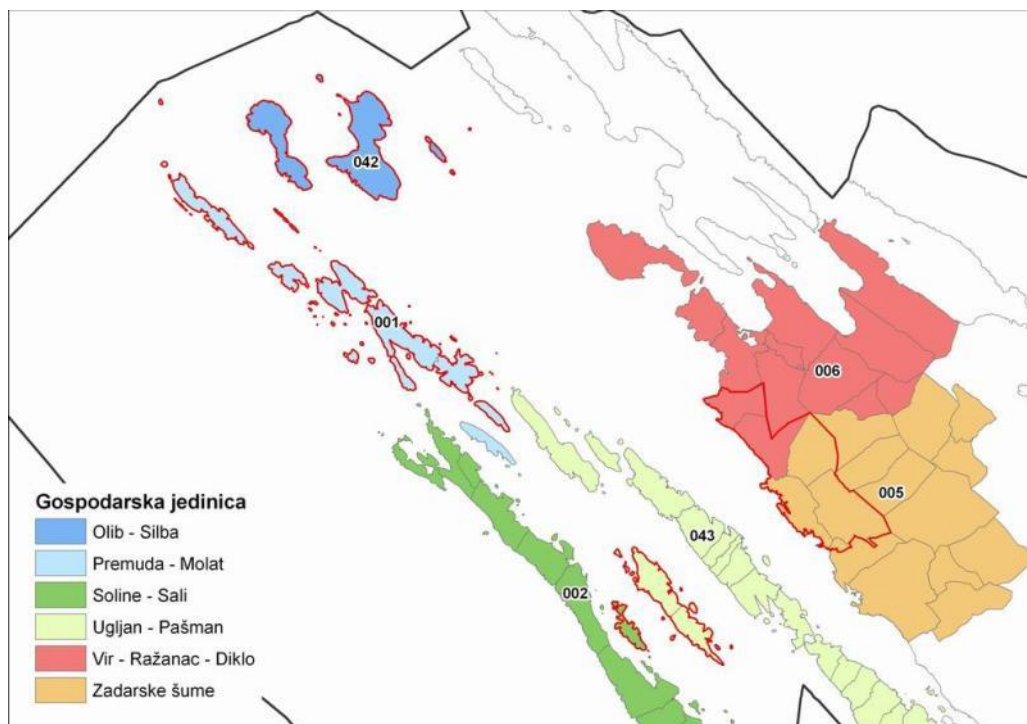 042
001
006
005
043
002
Gospodarska jedinica
Olib - Silba
Premuda - Molat
Soline - Sali
Ugljan - Pašman
Vir - Ražanac - Diklo
Zadarske šume